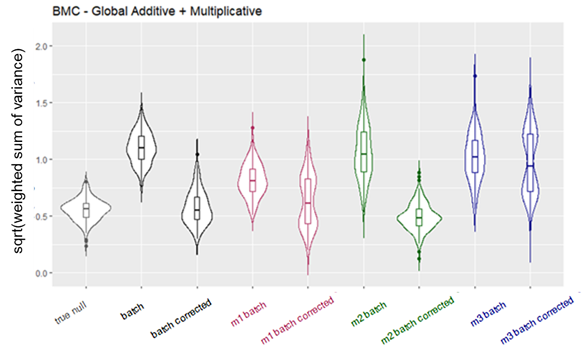 BMC - Global Additive + Multiplicative
sqrt(weighted sum of variance)
2.0
1.5
1.0
0.5
0.0
true null
batch
batch corrected
m1 batch
m1 batch corrected
m2 batch
m2 batch corrected
m3 batch
m3 batch corrected